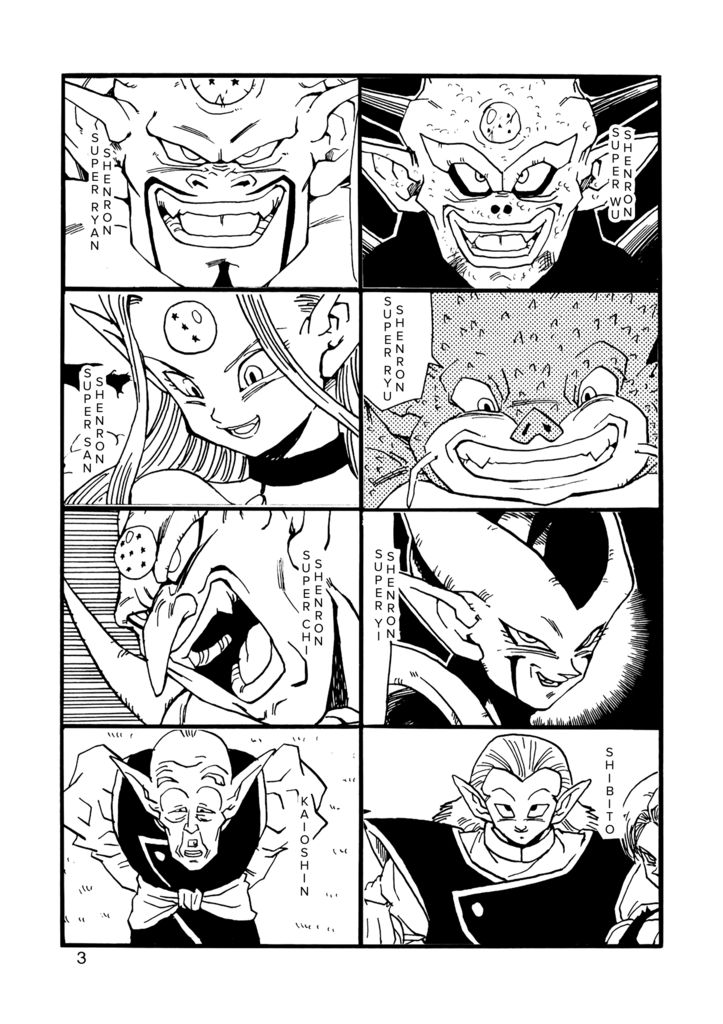 SUPER RYAN
SHENRON
SUPER WU
SHENRON
SUPER SAN
SHENRON
SUPER RYU
SHENRON
SUPER CHI
SHENRON
SUPER YI
SHENRON
KAIOSHIN
SHIBITO
3